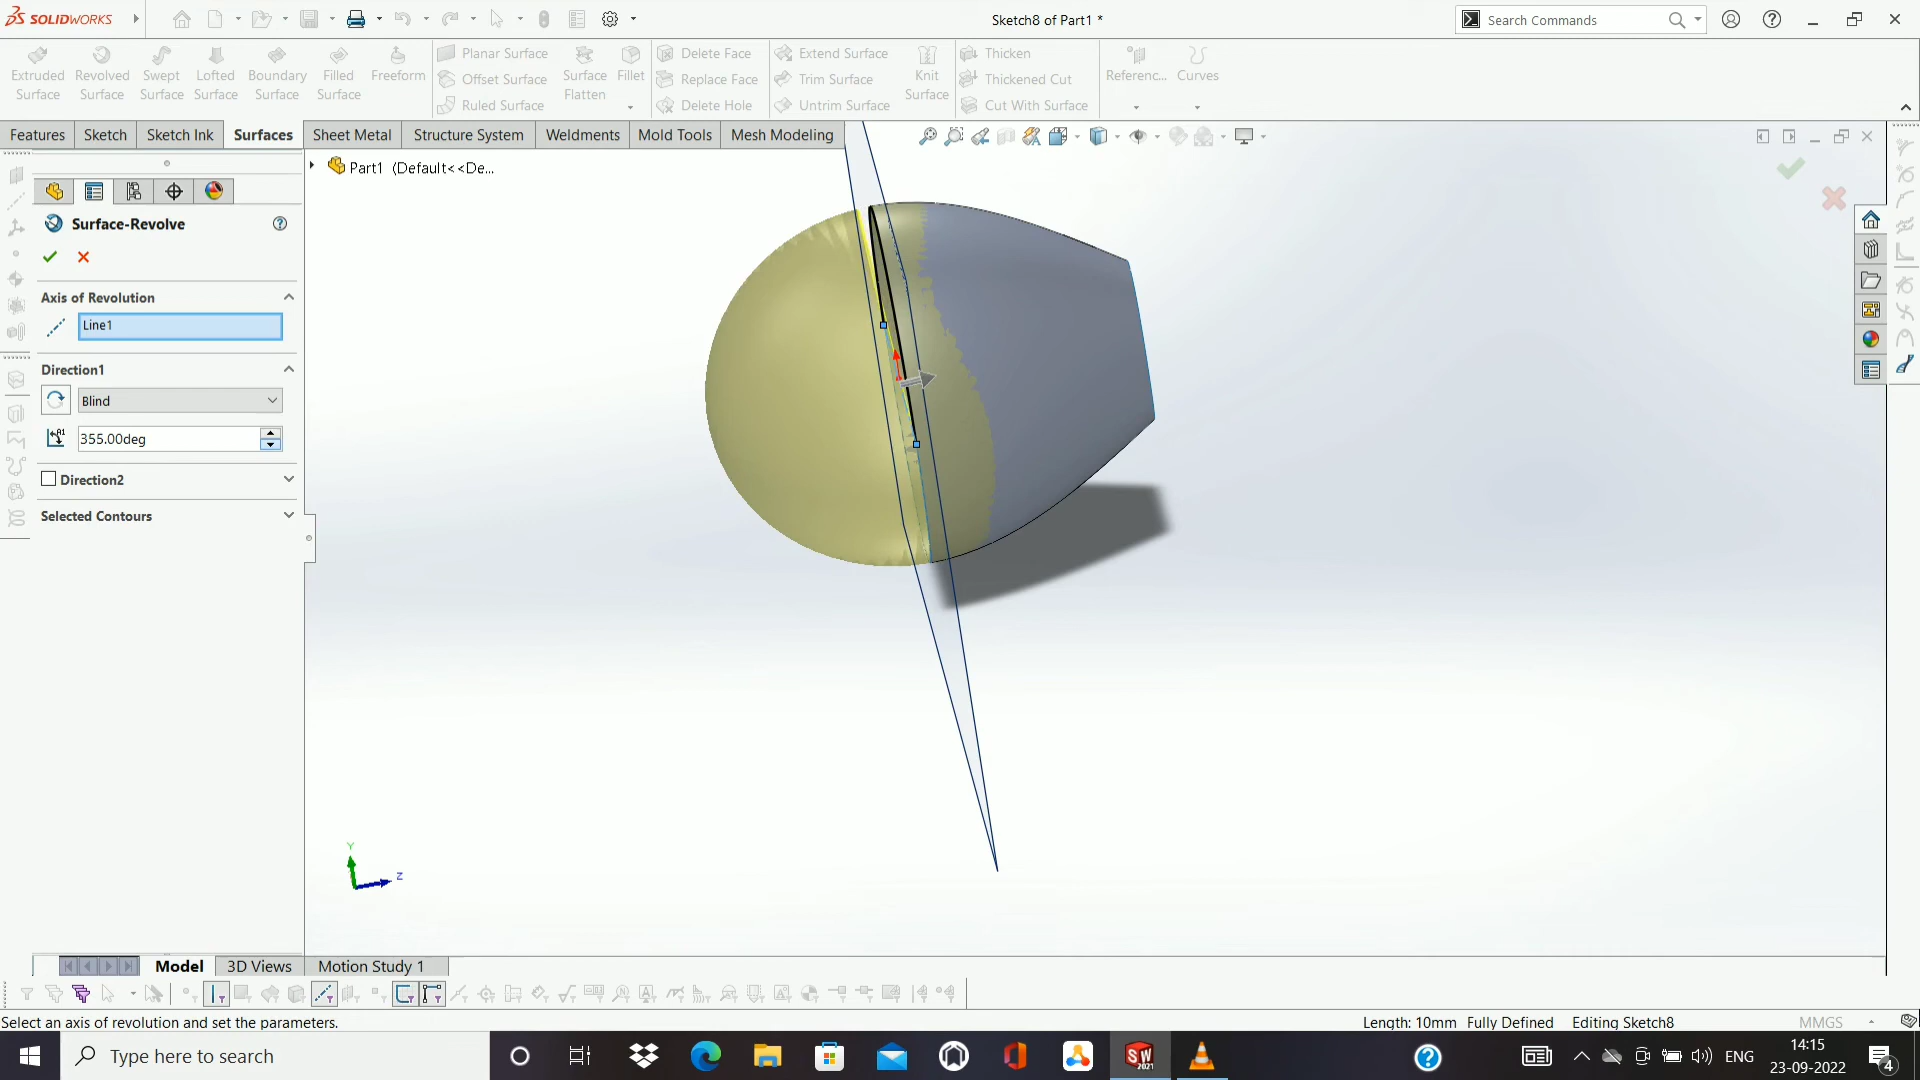 SOLIDWORKS
Sketch8 of Part1 *
Search Commands
Extruded Surface
Revolved Surface
Swept Surface
Lofted Surface
Boundary Surface
Filled Surface
Freeform
Planar Surface
Offset Surface
Ruled Surface
Surface Flatten
Fillet
Delete Face
Replace Face
Delete Hole
Extend Surface
Trim Surface
Untrim Surface
Knit Surface
Thicken
Thickened Cut
Cut With Surface
Referenc...
Curves
Features
Sketch
Sketch Ink
Surfaces
Sheet Metal
Structure System
Weldments
Mold Tools
Mesh Modeling
Part1 (Default<<De...
Surface-Revolve
Axis of Revolution
Line1
Direction1
Blind
355.00deg
Direction2
Selected Contours
Y
Z
Model
3D Views
Motion Study 1
Select an axis of revolution and set the parameters.
Length: 10mm Fully Defined Editing Sketch8 MMGS
Type here to search
SW
2021
ENG
14:15
23-09-2022
4